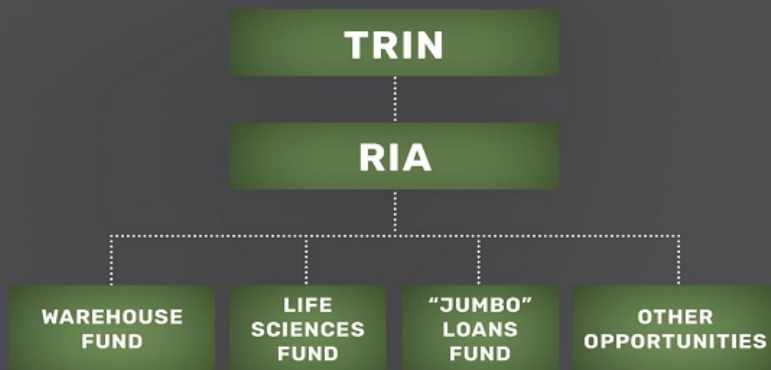 TRIN
RIA
WAREHOUSE
FUND
LIFE
SCIENCES
FUND
“JUMBO”
LOANS
FUND
OTHER
OPPORTUNITIES